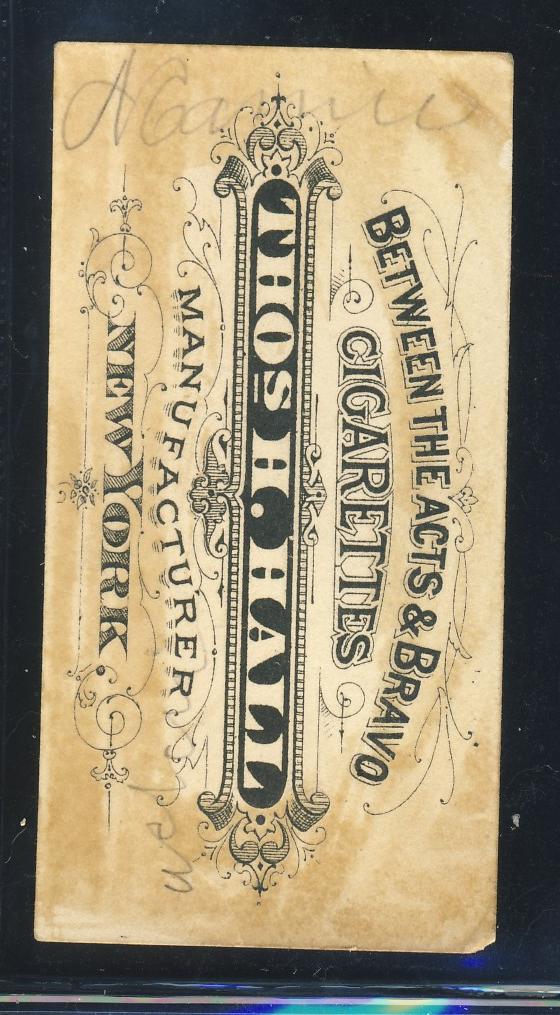 BETWEEN THE ACTS & BRAVO
CIGARETTES
THOS H HALL
MANUFACTURER
NEW YORK